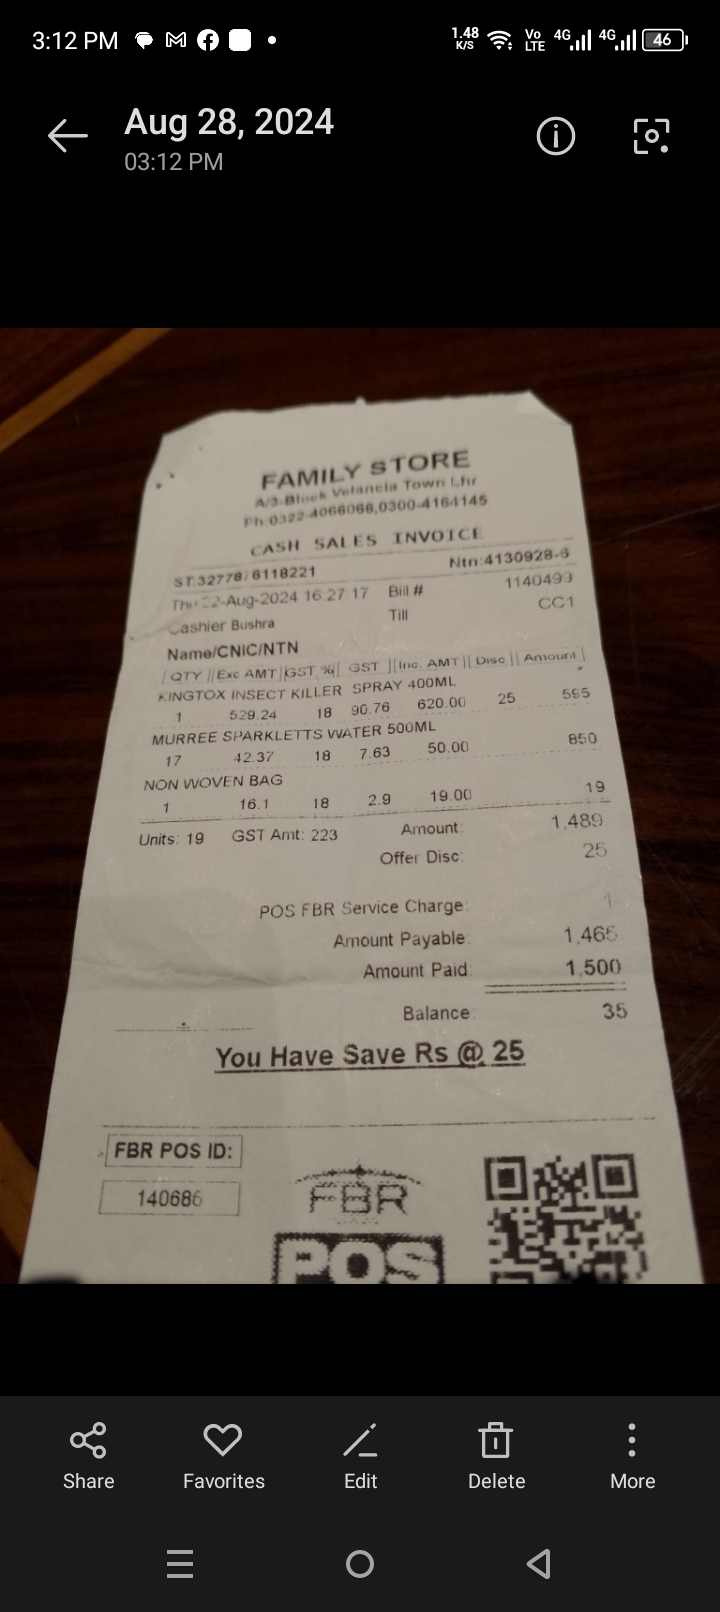 3:12 PM
1.48 K/S Vo LTE 4G 4G 46
Aug 28, 2024
03:12 PM
FAMILY STORE
A/3-Block Velancia Town Lhr
Ph:0322-4066066,0300-4164145
CASH SALES INVOICE
ST:32778 6118221 Ntn:4130928-6
22-Aug-2024 16:27 17 Bill # 1140499
Cashier Bushra Till CC1
Name/CNIC/NTN
QTY Exc AMT GST % GST Inc. AMT Disc Amount
KINGTOX INSECT KILLER SPRAY 400ML
1 529.24 18 90.76 620.00 25 595
MURREE SPARKLETTS WATER 500ML
17 42.37 18 7.63 50.00 850
NON WOVEN BAG
1 16.1 18 2.9 19.00 19
Units: 19 GST Amt: 223 Amount: 1,489
Offer Disc: 25
POS FBR Service Charge: 1
Amount Payable: 1,465
Amount Paid: 1,500
Balance: 35
You Have Save Rs @ 25
FBR POS ID:
140686
FBR
POS
Share Favorites Edit Delete More